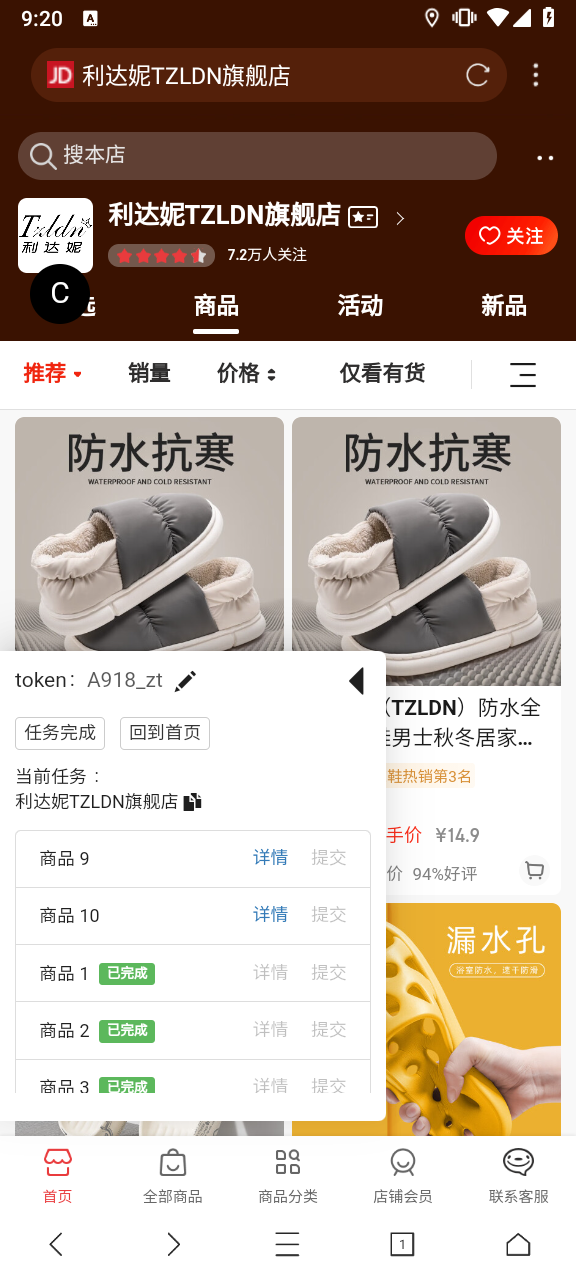 9:20
A
JD 利达妮TZLDN旗舰店
搜本店
Tzldn
利达妮
利达妮TZLDN旗舰店
7.2万人关注
关注
C
选
商品
活动
新品
推荐
销量
价格
仅看有货
防水抗寒
WATERPROOF AND COLD RESISTANT
防水抗寒
WATERPROOF AND COLD RESISTANT
token： A918_zt
任务完成
回到首页
当前任务：
利达妮TZLDN旗舰店
商品 9 详情 提交
商品 10 详情 提交
商品 1 已完成 详情 提交
商品 2 已完成 详情 提交
商品 3 已完成 详情 提交
（TZLDN）防水全
鞋男士秋冬居家...
鞋热销第3名
手价 ¥14.9
价 94%好评
漏水孔
浴室防水，速干防滑
首页
全部商品
商品分类
店铺会员
联系客服
1